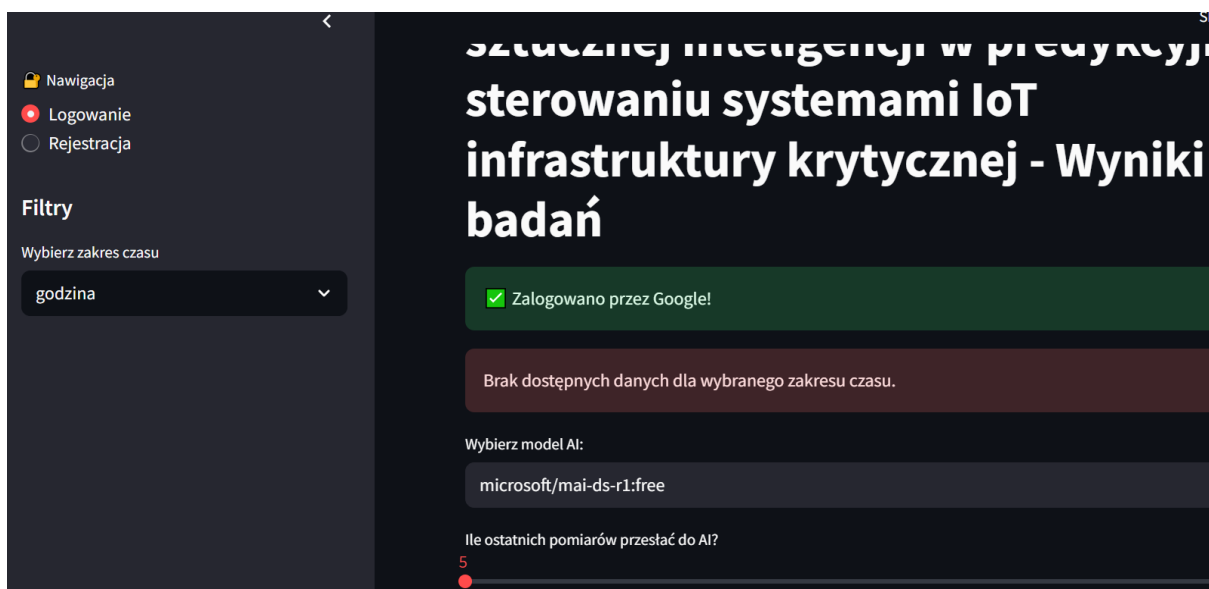 Nawigacja
Logowanie
Rejestracja
Filtry
Wybierz zakres czasu
godzina
sztucznej inteligencji w
sterowaniu systemami IoT
infrastruktury krytycznej - Wyniki
badań
Zalogowano przez Google!
Brak dostępnych danych dla wybranego zakresu czasu.
Wybierz model AI:
microsoft/mai-ds-r1:free
Ile ostatnich pomiarów przesłać do AI?
5